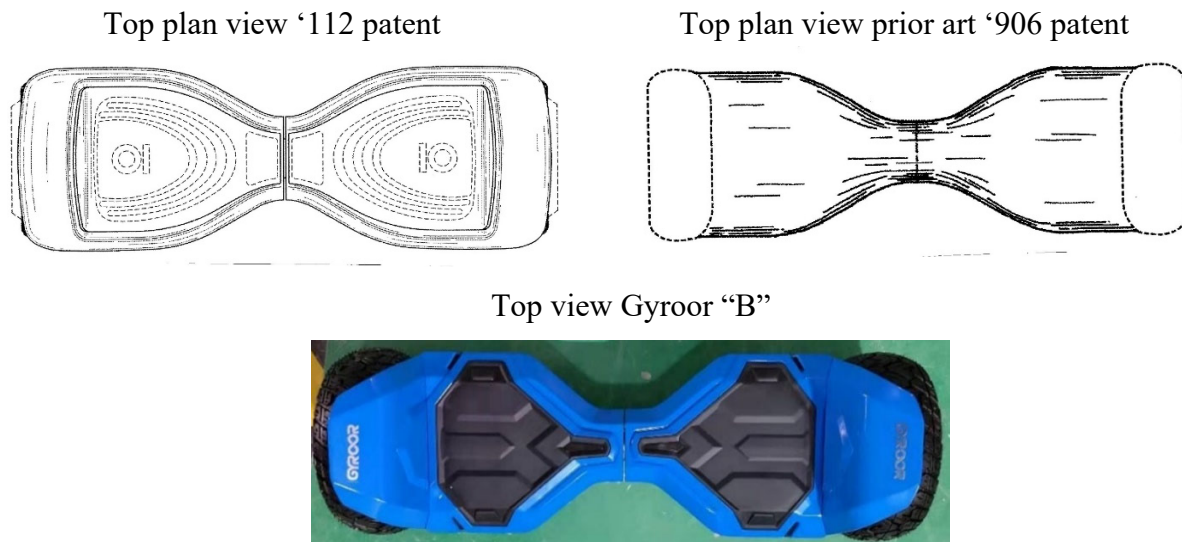 Top plan view ‘112 patent
Top plan view prior art ‘906 patent
Top view Gyroor “B”
GYROOR
GYROOR